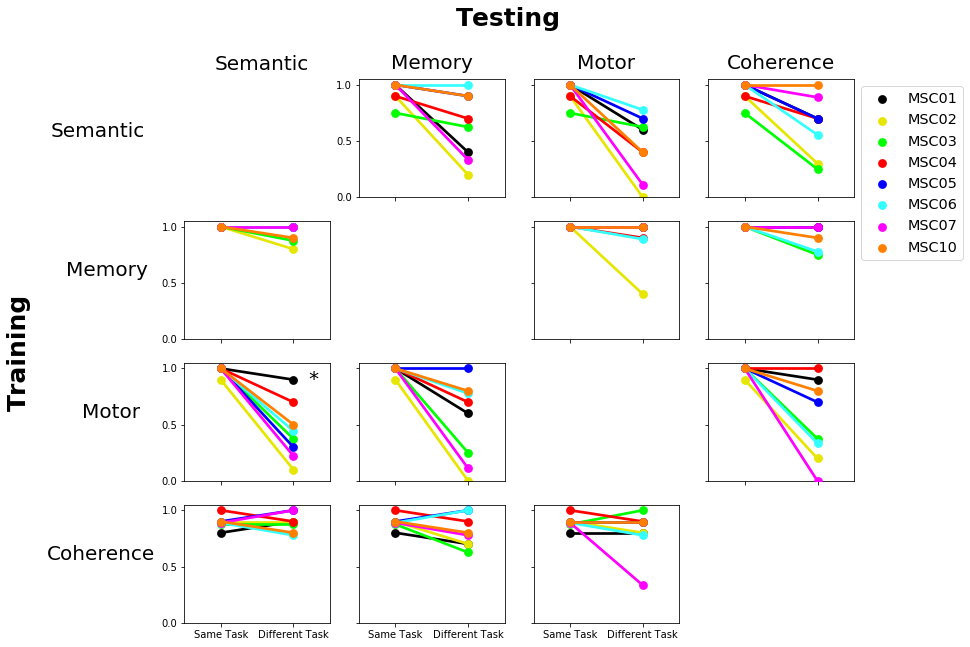 Testing
Semantic
Memory
Motor
Coherence
Training
Semantic
1.0
0.5
0.0
MSC01
MSC02
MSC03
MSC04
MSC05
MSC06
MSC07
MSC10
Memory
1.0
0.5
0.0
Motor
1.0
0.5
0.0
*
Coherence
1.0
0.5
0.0
Same Task Different Task
Same Task Different Task
Same Task Different Task